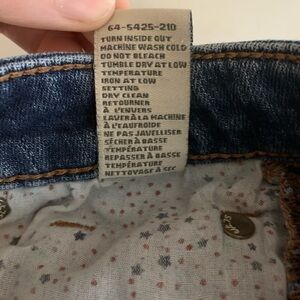 64-5425-210
TURN INSIDE OUT
MACHINE WASH COLD
DO NOT BLEACH
TUMBLE DRY AT LOW
TEMPERATURE
IRON AT LOW
SETTING
DRY CLEAN
RETOURNER
À L'ENVERS
LAVER À LA MACHINE
À L'EAU FROIDE
NE PAS JAVELLISER
SÉCHER À BASSE
TEMPÉRATURE
REPASSER À BASSE
TEMPÉRATURE
NETTOYAGE À SEC